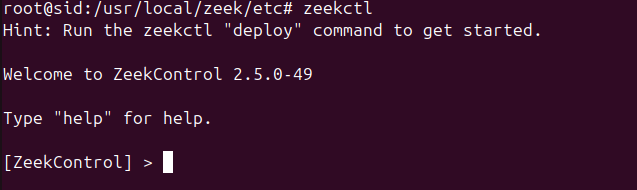 root@sid:/usr/local/zeek/etc# zeekctl
Hint: Run the zeekctl "deploy" command to get started.
Welcome to ZeekControl 2.5.0-49
Type "help" for help.
[ZeekControl] >